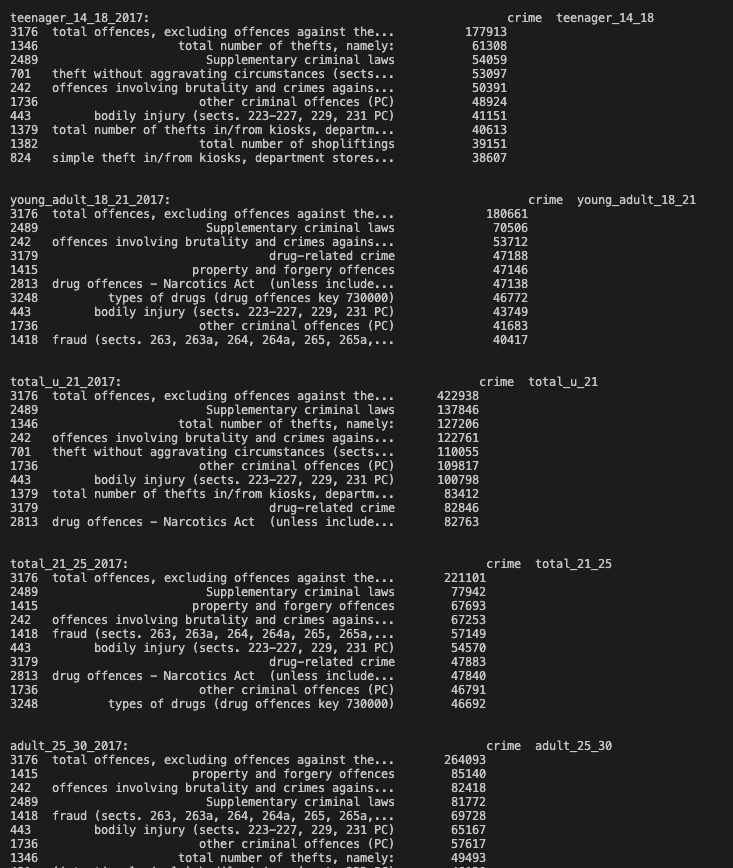 teenager_14_18_2017: crime teenager_14_18
3176 total offences, excluding offences against the... 177913
1346 total number of thefts, namely: 61308
2489 Supplementary criminal laws 54059
701 theft without aggravating circumstances (sects... 53097
242 offences involving brutality and crimes agains... 50391
1736 other criminal offences (PC) 48924
443 bodily injury (sects. 223-227, 229, 231 PC) 41151
1379 total number of thefts in/from kiosks, departm... 40613
1382 total number of shopliftings 39151
824 simple theft in/from kiosks, department stores... 38607
young_adult_18_21_2017: crime young_adult_18_21
3176 total offences, excluding offences against the... 180661
2489 Supplementary criminal laws 70506
242 offences involving brutality and crimes agains... 53712
3179 drug-related crime 47188
1415 property and forgery offences 47146
2813 drug offences - Narcotics Act (unless include... 47138
3248 types of drugs (drug offences key 730000) 46772
443 bodily injury (sects. 223-227, 229, 231 PC) 43749
1736 other criminal offences (PC) 41683
1418 fraud (sects. 263, 263a, 264, 264a, 265, 265a,... 40417
total_u_21_2017: crime total_u_21
3176 total offences, excluding offences against the... 422938
2489 Supplementary criminal laws 137846
1346 total number of thefts, namely: 127206
242 offences involving brutality and crimes agains... 122761
701 theft without aggravating circumstances (sects... 110055
1736 other criminal offences (PC) 109817
443 bodily injury (sects. 223-227, 229, 231 PC) 100798
1379 total number of thefts in/from kiosks, departm... 83412
3179 drug-related crime 82846
2813 drug offences - Narcotics Act (unless include... 82763
total_21_25_2017: crime total_21_25
3176 total offences, excluding offences against the... 221101
2489 Supplementary criminal laws 77942
1415 property and forgery offences 67693
242 offences involving brutality and crimes agains... 67253
1418 fraud (sects. 263, 263a, 264, 264a, 265, 265a,... 57149
443 bodily injury (sects. 223-227, 229, 231 PC) 54570
3179 drug-related crime 47883
2813 drug offences - Narcotics Act (unless include... 47840
1736 other criminal offences (PC) 46791
3248 types of drugs (drug offences key 730000) 46692
adult_25_30_2017: crime adult_25_30
3176 total offences, excluding offences against the... 264093
1415 property and forgery offences 85140
242 offences involving brutality and crimes agains... 82418
2489 Supplementary criminal laws 81772
1418 fraud (sects. 263, 263a, 264, 264a, 265, 265a,... 69728
443 bodily injury (sects. 223-227, 229, 231 PC) 65167
1736 other criminal offences (PC) 57617
1346 total number of thefts, namely: 49493